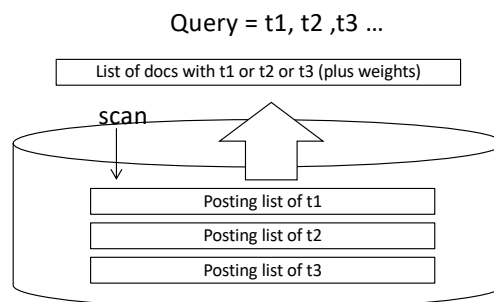 Query = t1, t2 ,t3 ...
List of docs with t1 or t2 or t3 (plus weights)
scan
Posting list of t1
Posting list of t2
Posting list of t3